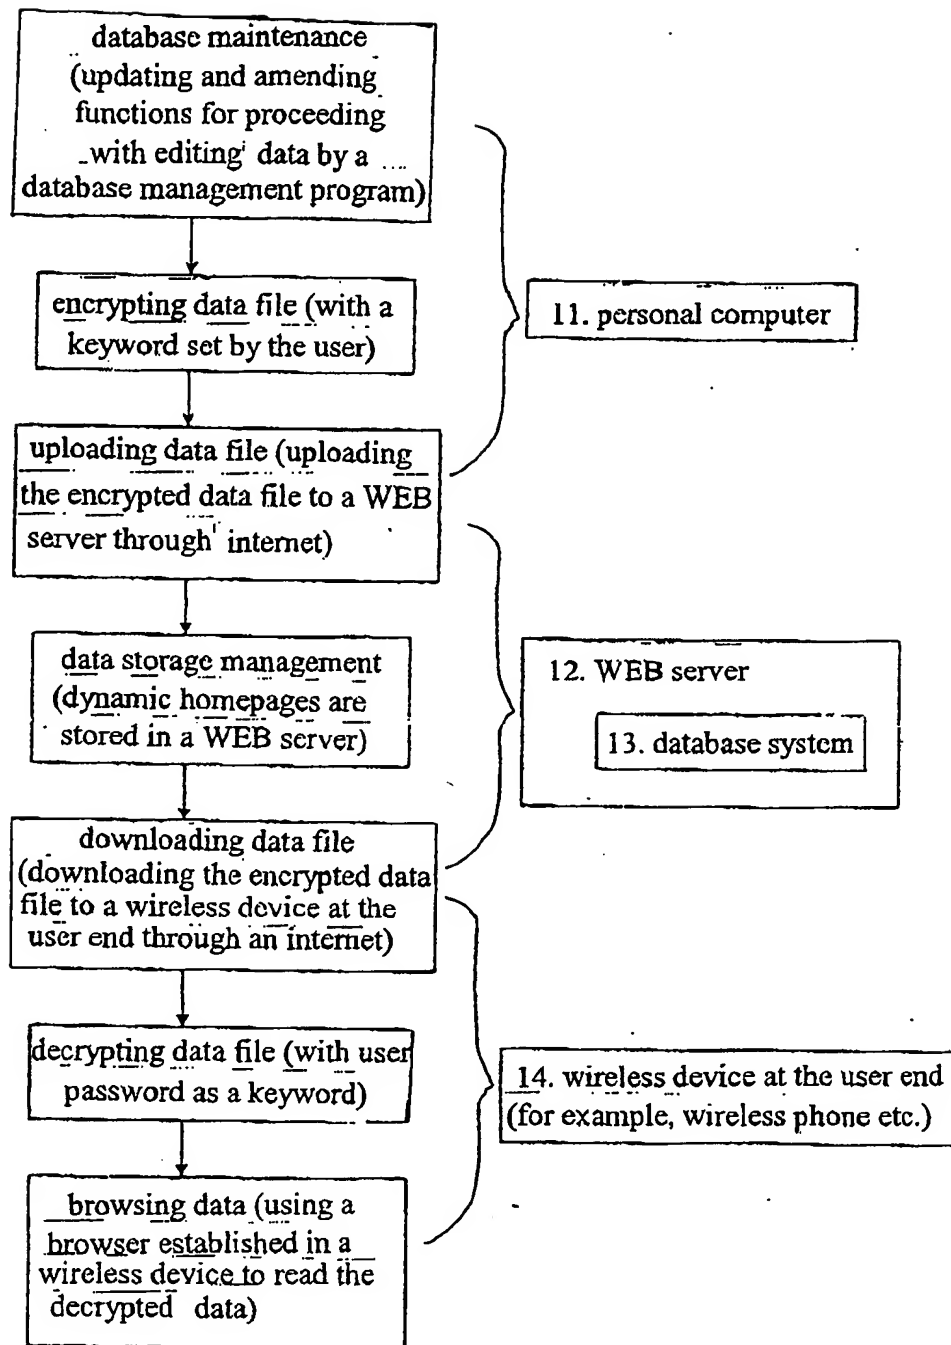 database maintenance
(updating and amending
functions for proceeding
with editing data by a
database management program)
encrypting data file (with a
keyword set by the user)
11. personal computer
uploading data file (uploading
the encrypted data file to a WEB
server through internet)
data storage management
(dynamic homepages are
stored in a WEB server)
12. WEB server
13. database system
downloading data file
(downloading the encrypted data
file to a wireless device at the
user end through an internet)
decrypting data file (with user
password as a keyword)
14. wireless device at the user end
(for example, wireless phone etc.)
browsing data (using a
browser established in a
wireless device to read the
decrypted data)